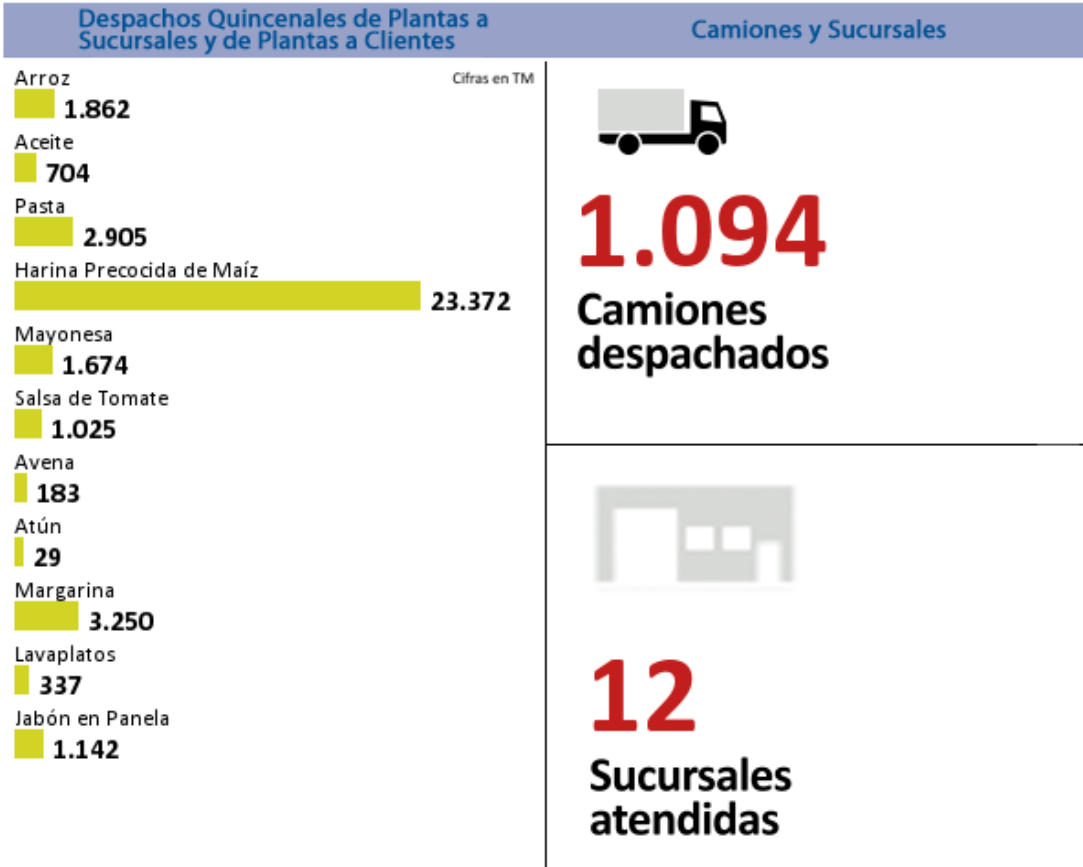 Despachos Quincenales de Plantas a
Sucursales y de Plantas a Clientes
Cifras en TM
Arroz
1.862
Aceite
704
Pasta
2.905
Harina Precocida de Maíz
23.372
Mayonesa
1.674
Salsa de Tomate
1.025
Avena
183
Atún
29
Margarina
3.250
Lavaplatos
337
Jabón en Panela
1.142
Camiones y Sucursales
1.094
Camiones
despachados
12
Sucursales
atendidas